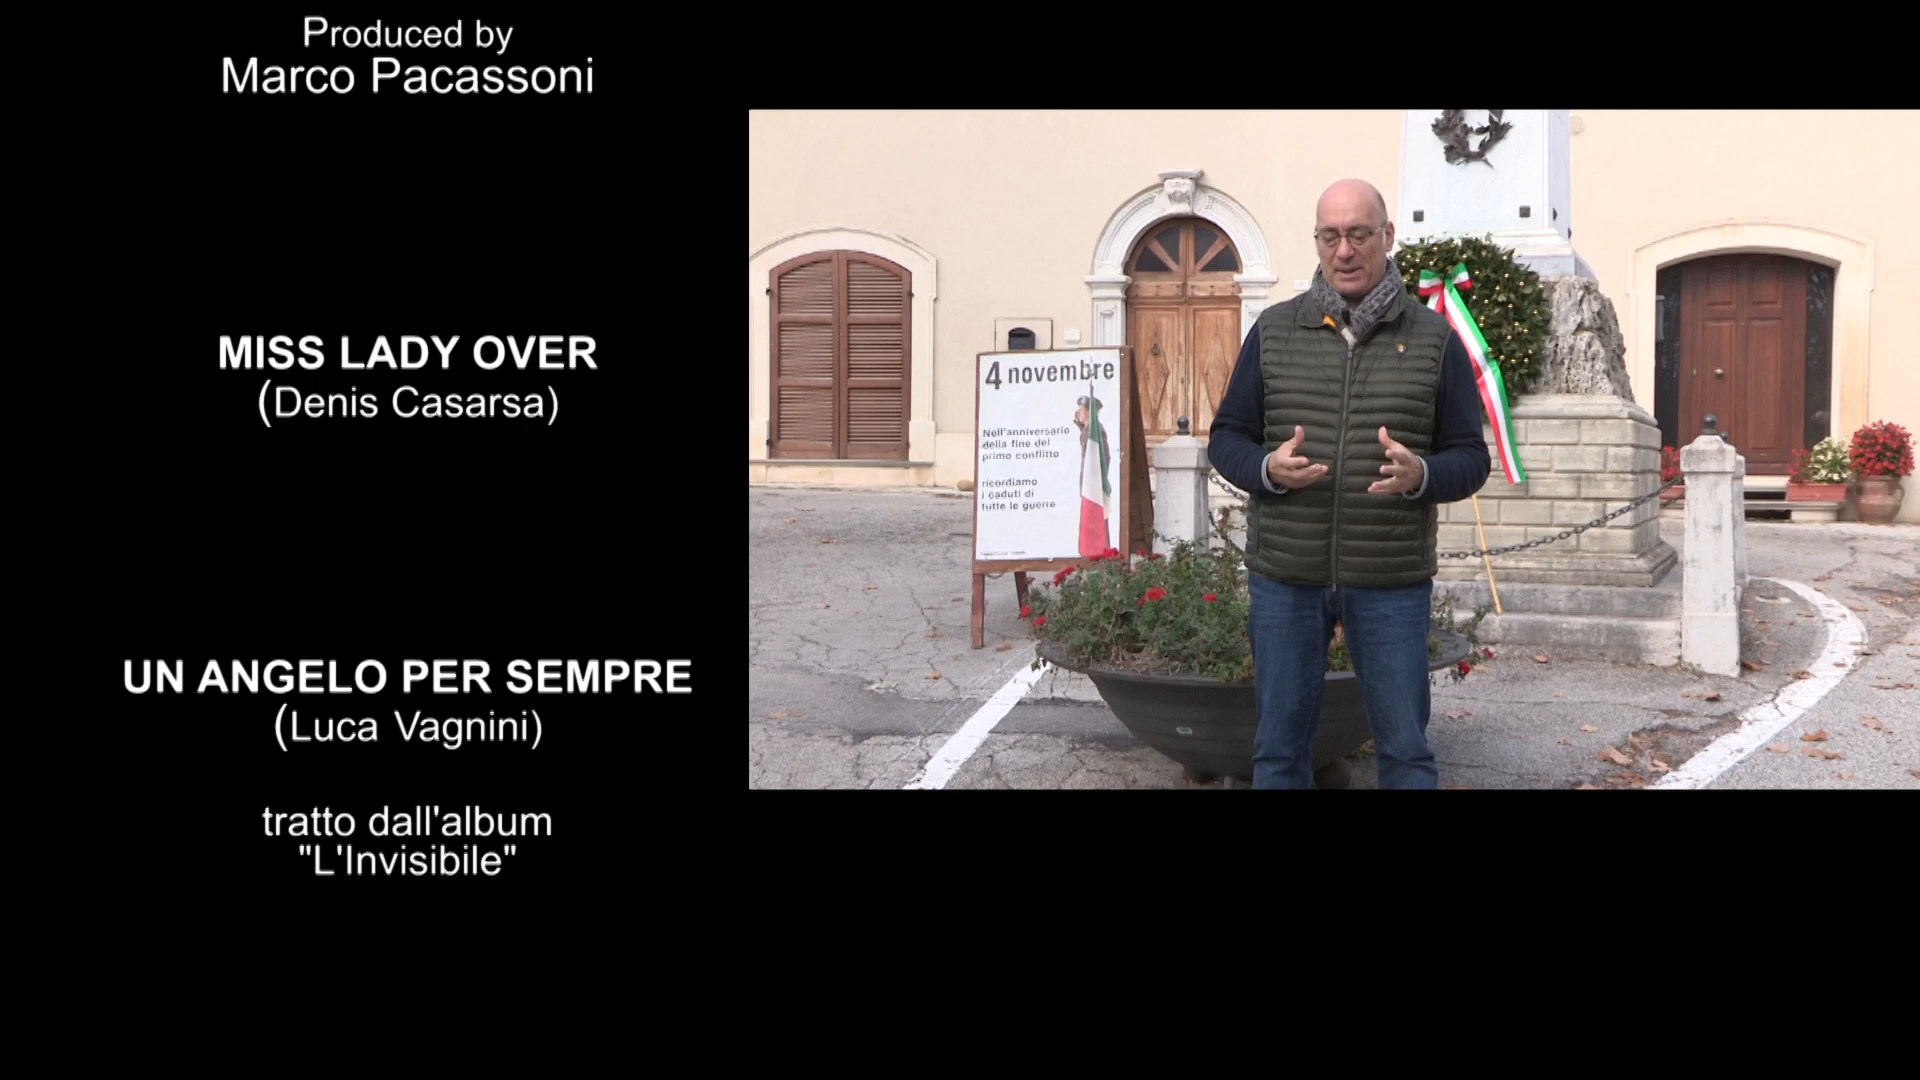 Produced by
Marco Pacassoni
MISS LADY OVER
(Denis Casarsa)
UN ANGELO PER SEMPRE
(Luca Vagnini)
tratto dall'album
"L'Invisibile"
4 novembre
Nell'anniversario
della fine del
primo conflitto
ricordiamo
i caduti di
tutte le guerre